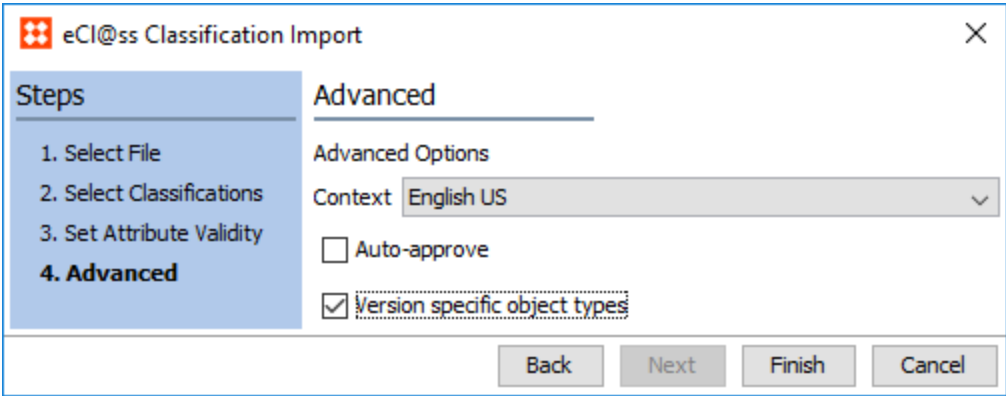 eCl@ss Classification Import
Steps
1. Select File
2. Select Classifications
3. Set Attribute Validity
4. Advanced
Advanced
Advanced Options
Context English US
Auto-approve
Version specific object types
Back Next Finish Cancel